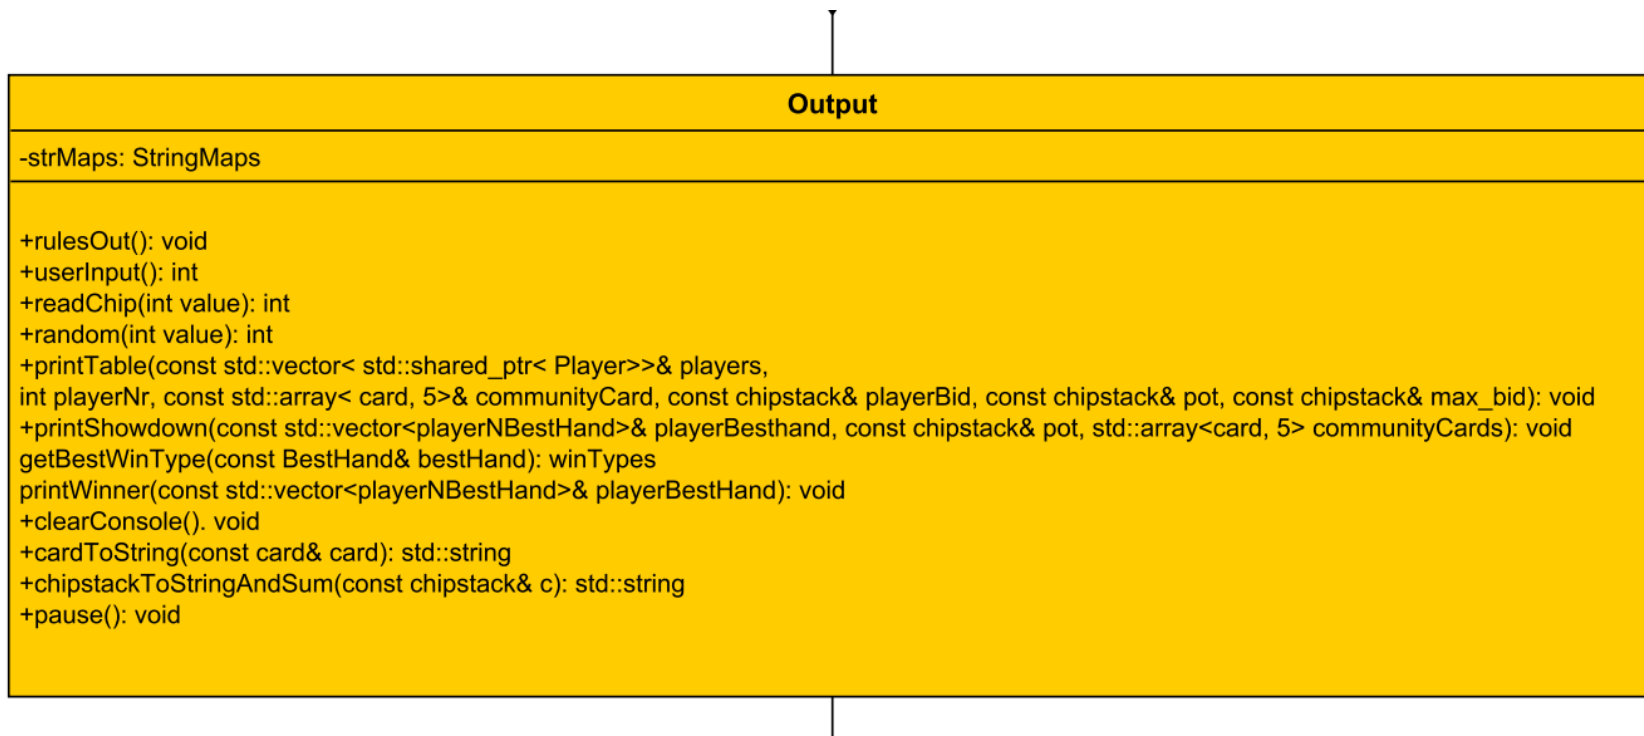 Output
-strMaps: StringMaps
+rulesOut(): void
+userInput(): int
+readChip(int value): int
+random(int value): int
+printTable(const std::vector< std::shared_ptr< Player>>& players,
int playerNr, const std::array< card, 5>& communityCard, const chipstack& playerBid, const chipstack& pot, const chipstack& max_bid): void
+printShowdown(const std::vector<playerNBestHand>& playerBesthand, const chipstack& pot, std::array<card, 5> communityCards): void
getBestWinType(const BestHand& bestHand): winTypes
printWinner(const std::vector<playerNBestHand>& playerBestHand): void
+clearConsole(). void
+cardToString(const card& card): std::string
+chipstackToStringAndSum(const chipstack& c): std::string
+pause(): void